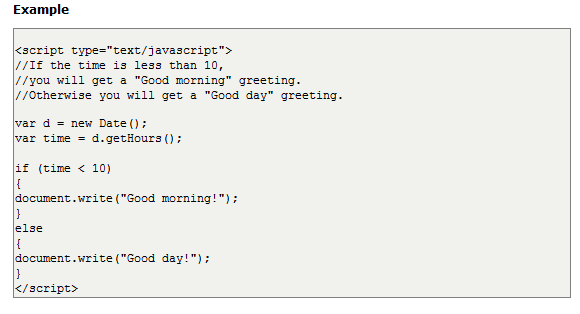 Example
<script type="text/javascript">
//If the time is less than 10,
//you will get a "Good morning" greeting.
//Otherwise you will get a "Good day" greeting.
var d = new Date();
var time = d.getHours();
if (time < 10)
{
document.write("Good morning!");
}
else
{
document.write("Good day!");
}
</script>